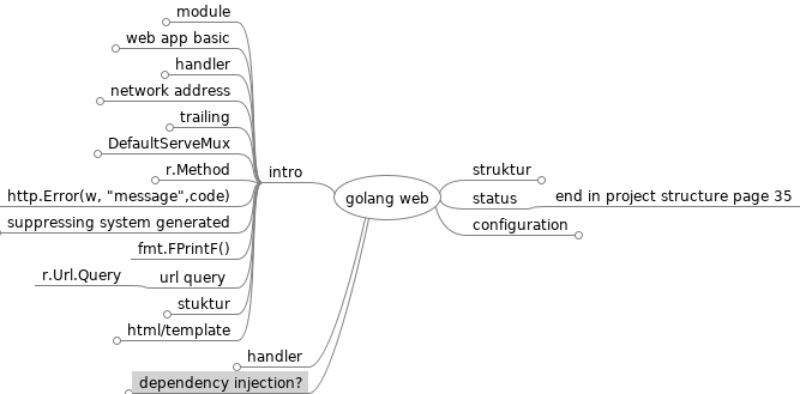 module
web app basic
handler
network address
trailing
DefaultServeMux
r.Method
http.Error(w, "message",code)
suppressing system generated
fmt.FPrintF()
r.Url.Query
url query
stuktur
html/template
intro
golang web
handler
dependency injection?
struktur
status
end in project structure page 35
configuration